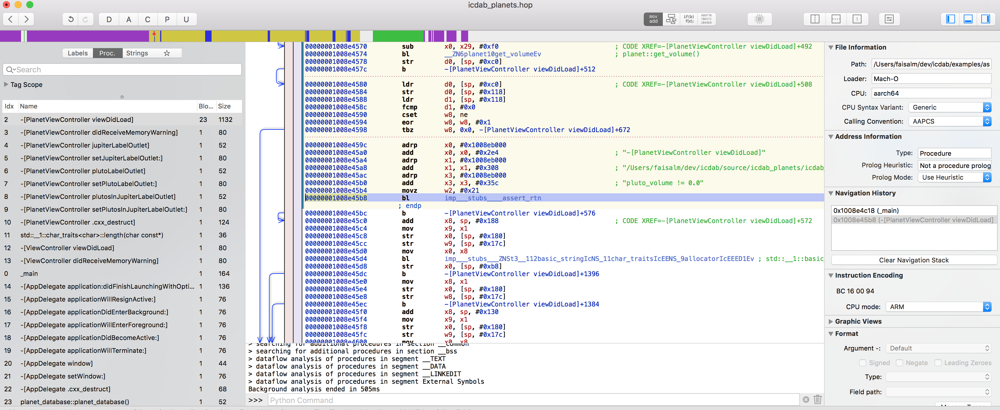 icdab_planets.hop
D A C P U
mov add
if(b) f(x);
486F70 706572 204469
1
Labels Proc. Strings
Search
Tag Scope
Idx Name Blo... Size
2 -[PlanetViewController viewDidLoad] 23 1132
3 -[PlanetViewController didReceiveMemoryWarning] 1 80
4 -[PlanetViewController jupiterLabelOutlet] 1 52
5 -[PlanetViewController setJupiterLabelOutlet:] 1 80
6 -[PlanetViewController plutoLabelOutlet] 1 52
7 -[PlanetViewController setPlutoLabelOutlet:] 1 80
8 -[PlanetViewController plutosInJupiterLabelOutlet] 1 52
9 -[PlanetViewController setPlutosInJupiterLabelOutlet:] 1 80
10 -[PlanetViewController .cxx_destruct] 1 124
11 std::__1::char_traits<char>::length(char const*) 1 36
12 -[ViewController viewDidLoad] 1 80
13 -[ViewController didReceiveMemoryWarning] 1 80
0 _main 1 164
14 -[AppDelegate application:didFinishLaunchingWithOpti... 1 136
15 -[AppDelegate applicationWillResignActive:] 1 76
16 -[AppDelegate applicationDidEnterBackground:] 1 76
17 -[AppDelegate applicationWillEnterForeground:] 1 76
18 -[AppDelegate applicationDidBecomeActive:] 1 76
19 -[AppDelegate applicationWillTerminate:] 1 76
20 -[AppDelegate window] 1 44
21 -[AppDelegate setWindow:] 1 76
22 -[AppDelegate .cxx_destruct] 1 68
23 planet_database::planet_database() 1 52
00000001008e4570 sub x0, x29, #0xf0 ; CODE XREF=-[PlanetViewController viewDidLoad]+492
00000001008e4574 bl __ZN6planet10get_volumeEv ; planet::get_volume()
00000001008e4578 str d0, [sp, #0xc0]
00000001008e457c b -[PlanetViewController viewDidLoad]+512
00000001008e4580 ldr d0, [sp, #0xc0] ; CODE XREF=-[PlanetViewController viewDidLoad]+508
00000001008e4584 str d0, [sp, #0x118]
00000001008e4588 ldr d1, [sp, #0x118]
00000001008e458c fcmp d1, #0x0
00000001008e4590 cset w8, ne
00000001008e4594 eor w8, w8, #0x1
00000001008e4598 tbz w8, 0x0, -[PlanetViewController viewDidLoad]+672
00000001008e459c adrp x0, #0x1008eb000
00000001008e45a0 add x0, x0, #0x2e4 ; "-[PlanetViewController viewDidLoad]"
00000001008e45a4 adrp x1, #0x1008eb000
00000001008e45a8 add x1, x1, #0x308 ; "/Users/faisalm/dev/icdab/source/icdab_planets/icdab
00000001008e45ac adrp x3, #0x1008eb000
00000001008e45b0 add x3, x3, #0x35c ; "pluto_volume != 0.0"
00000001008e45b4 movz w2, #0x21
00000001008e45b8 bl imp___stubs____assert_rtn
; endp
00000001008e45bc b -[PlanetViewController viewDidLoad]+576
00000001008e45c0 add x8, sp, #0x188 ; CODE XREF=-[PlanetViewController viewDidLoad]+572
00000001008e45c4 mov x9, x1
00000001008e45c8 str x0, [sp, #0x180]
00000001008e45cc str w9, [sp, #0x17c]
00000001008e45d0 mov x0, x8
00000001008e45d4 bl imp___stubs___ZNSt3__112basic_stringIcNS_11char_traitsIcEENS_9allocatorIcEEED1Ev ; std::__1::basic_
00000001008e45d8 str x0, [sp, #0xb8]
00000001008e45dc b -[PlanetViewController viewDidLoad]+1396
00000001008e45e0 mov x8, x1
00000001008e45e4 str x0, [sp, #0x180]
00000001008e45e8 str w8, [sp, #0x17c]
00000001008e45ec b -[PlanetViewController viewDidLoad]+1384
00000001008e45f0 add x8, sp, #0x130
00000001008e45f4 mov x9, x1
00000001008e45f8 str x0, [sp, #0x180]
00000001008e45fc str w9, [sp, #0x17c]
00000001008e4600 mov x0, x8
> searching for additional procedures in section __common
> searching for additional procedures in section __bss
> dataflow analysis of procedures in segment __TEXT
> dataflow analysis of procedures in segment __DATA
> dataflow analysis of procedures in segment __LINKEDIT
> dataflow analysis of procedures in segment External Symbols
Background analysis ended in 505ms
>>> Python Command
File Information
Path: /Users/faisalm/dev/icdab/examples/as
Loader: Mach-O
CPU: aarch64
CPU Syntax Variant: Generic
Calling Convention: AAPCS
Address Information
Type: Procedure
Prolog Heuristic: Not a procedure prolog
Prolog Mode: Use Heuristic
Navigation History
0x1008e4c18 (_main)
0x1008e45b8 (-[PlanetViewController viewDidLoad]
Clear Navigation Stack
Instruction Encoding
BC 16 00 94
CPU mode: ARM
Graphic Views
Format
Argument -: Default
Signed Negate Leading Zeroes
Type:
Field path: